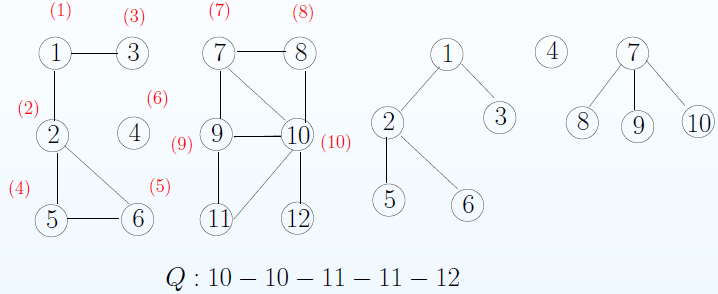 (1) (3) (7) (8)
1 3 7 8 1 4 7
(2) (6)
2 4 9 10 2 3 8 9 10
(9) (10)
(4) (5)
5 6 11 12 5 6
Q : 10 − 10 − 11 − 11 − 12